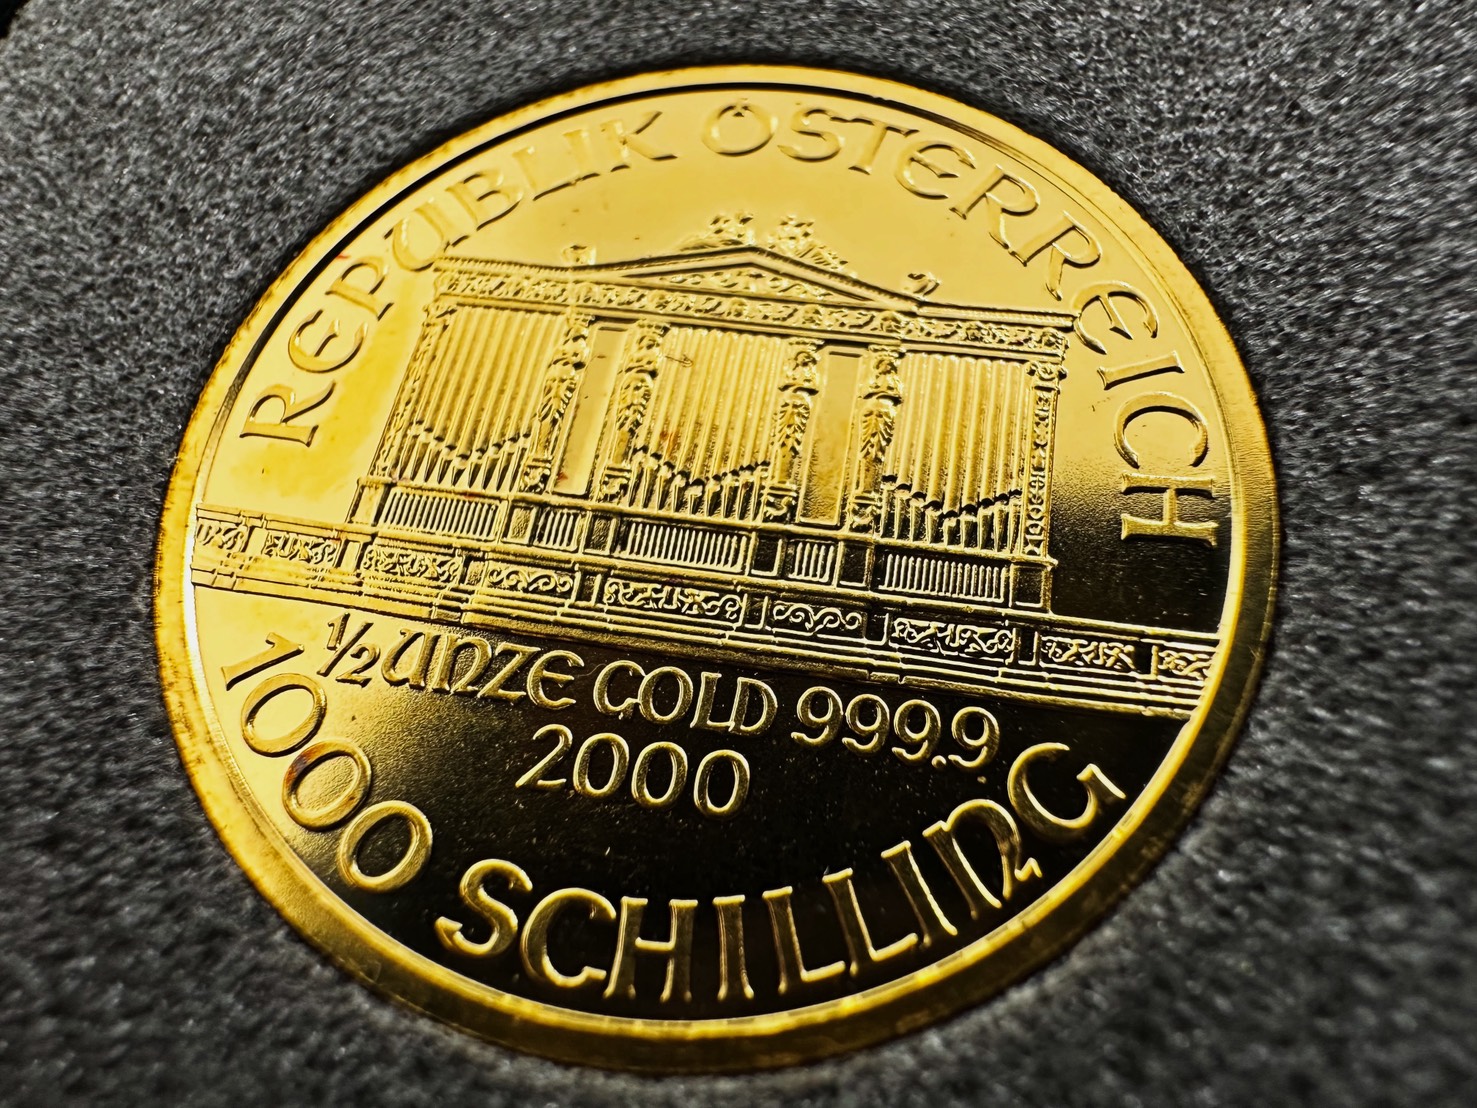 REPUBLIK ÖSTERREICH
1/2 UNZE GOLD 999.9
2000
1000 SCHILLING